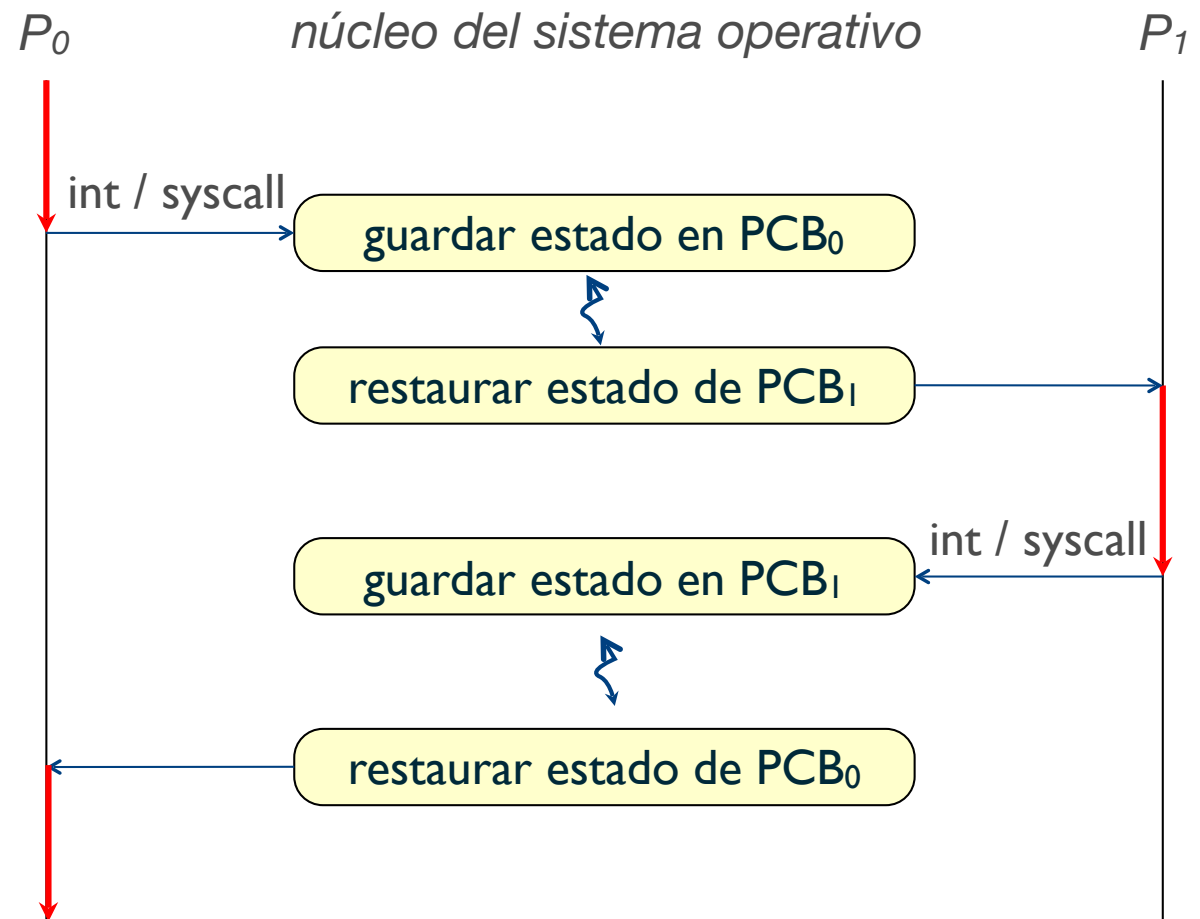 P₀ núcleo del sistema operativo P₁
int / syscall
guardar estado en PCB₀
restaurar estado de PCB₁
int / syscall
guardar estado en PCB₁
restaurar estado de PCB₀